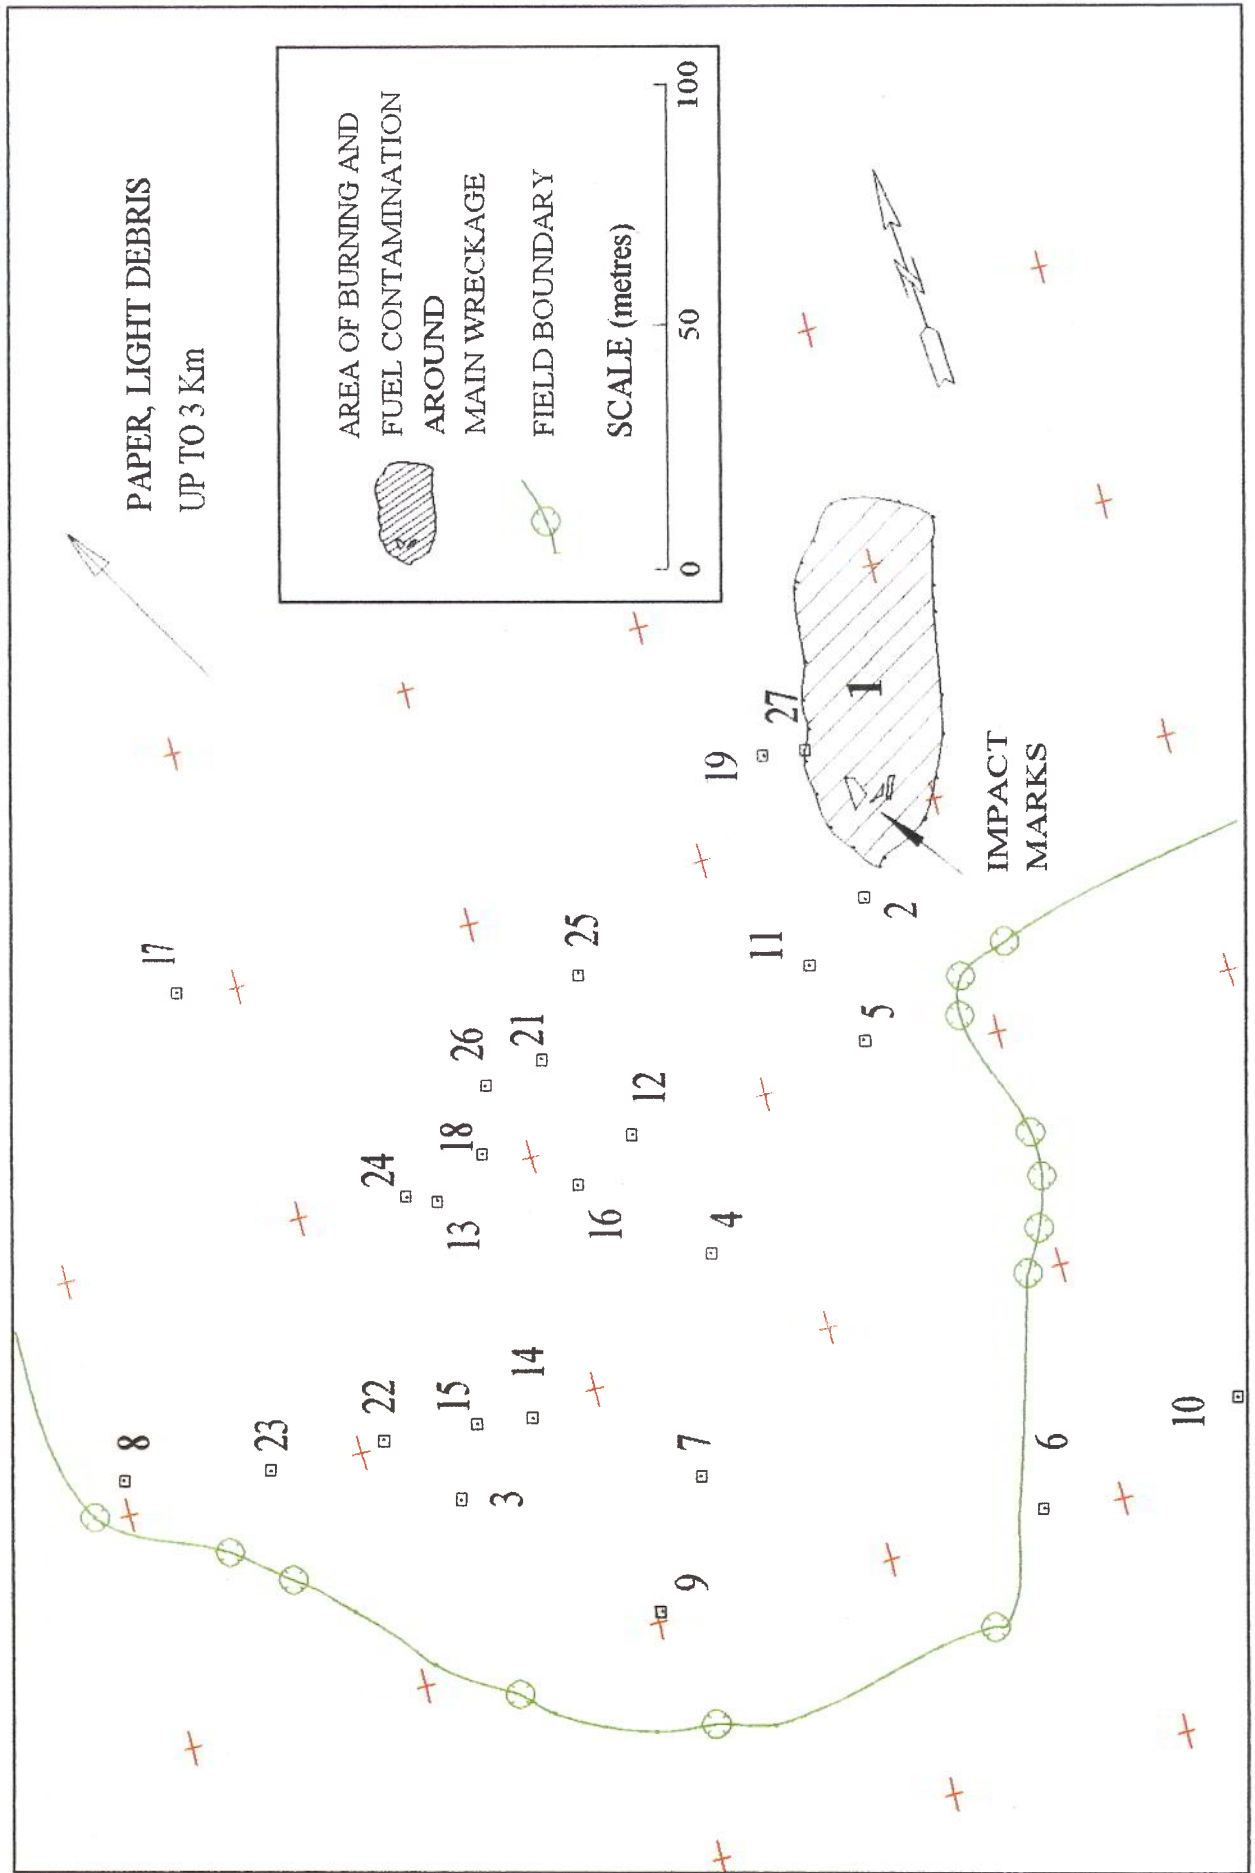 PAPER, LIGHT DEBRIS
UP TO 3 Km
AREA OF BURNING AND
FUEL CONTAMINATION
AROUND
MAIN WRECKAGE
FIELD BOUNDARY
SCALE (metres)
0 50 100
N
8
23
22
15
14
3
7
9
6
10
24
13
18
26
21
25
17
16
12
4
5
11
2
19
27
1
IMPACT
MARKS